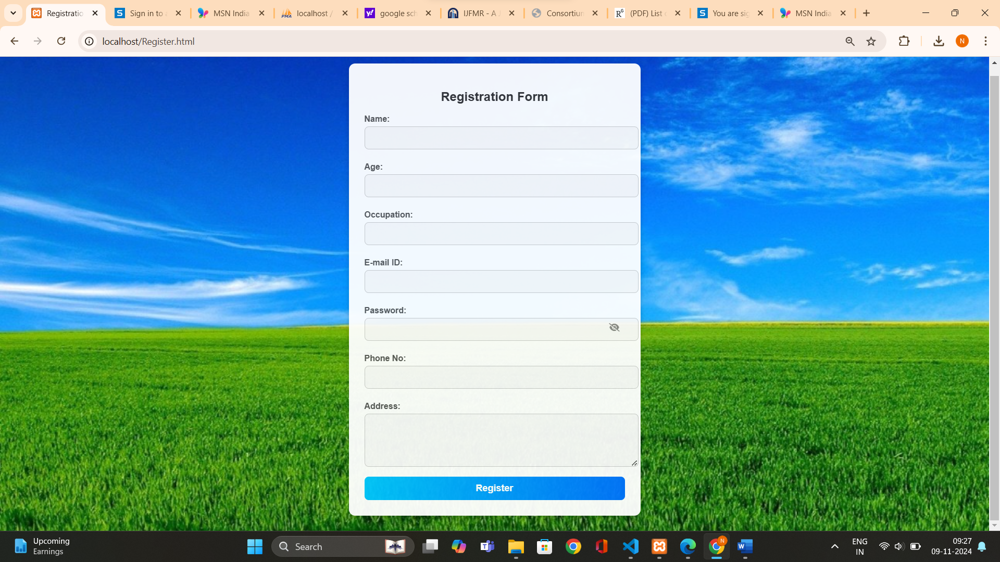 Registratio
Sign in to a
MSN India
localhost /
google sch
IJFMR - A J
Consortium
(PDF) List o
You are sig
MSN India
localhost/Register.html
N
Registration Form
Name:
Age:
Occupation:
E-mail ID:
Password:
Phone No:
Address:
Register
Upcoming
Earnings
Search
ENG
IN
09:27
09-11-2024